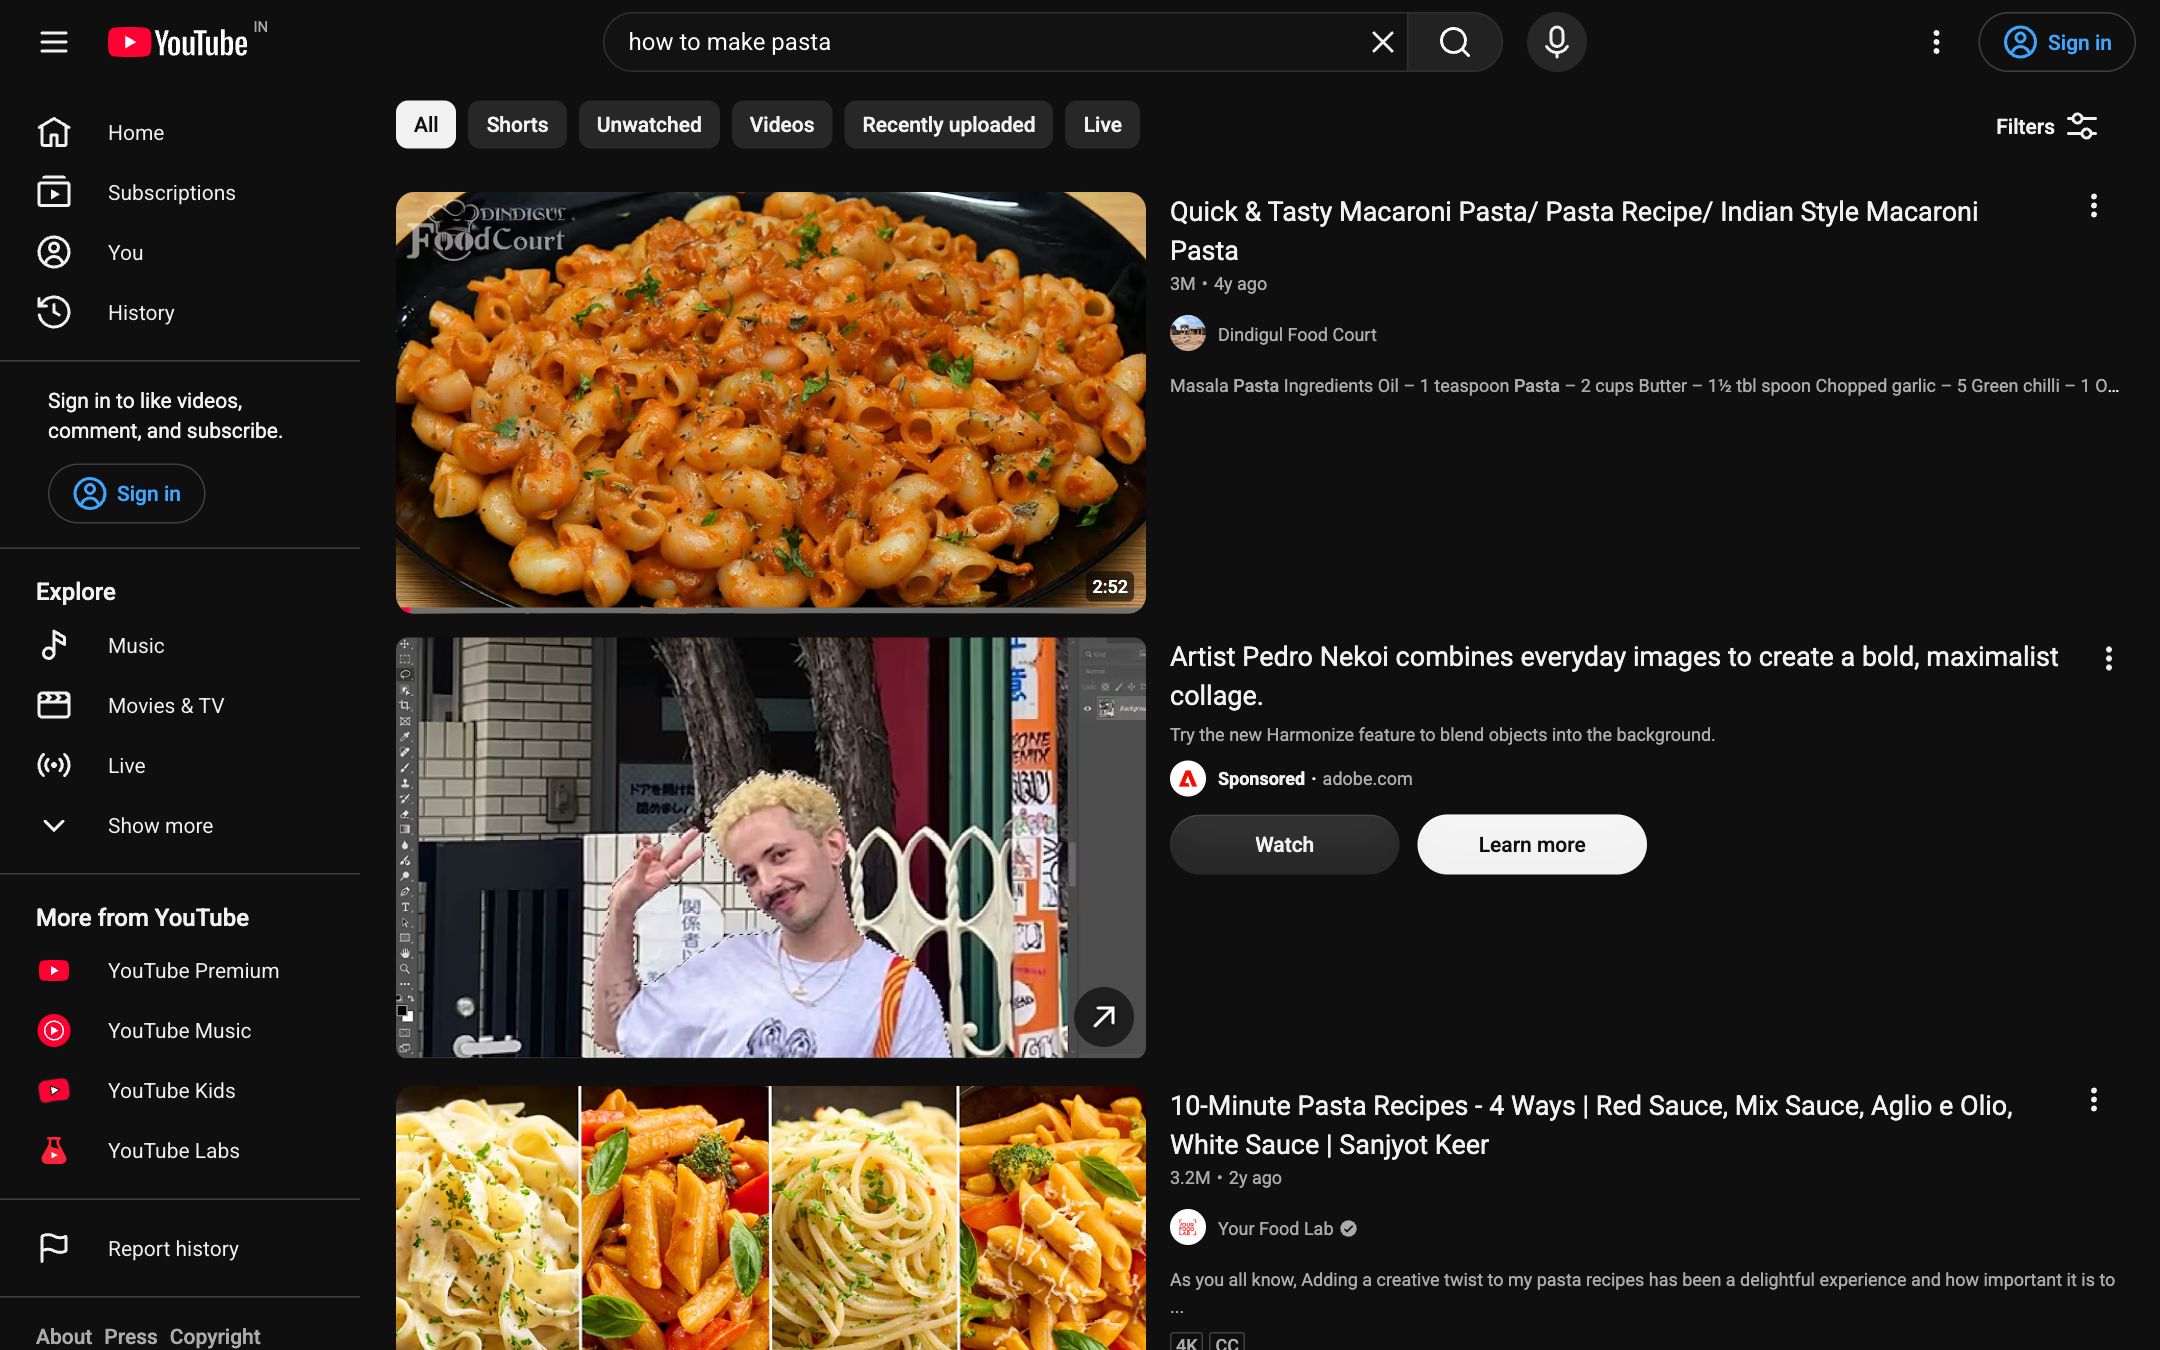 YouTube IN
how to make pasta
Sign in
Home
Subscriptions
You
History
Sign in to like videos,
comment, and subscribe.
Sign in
Explore
Music
Movies & TV
Live
Show more
More from YouTube
YouTube Premium
YouTube Music
YouTube Kids
YouTube Labs
Report history
About Press Copyright
All Shorts Unwatched Videos Recently uploaded Live
Filters
DINDIGUL
FoodCourt
2:52
Quick & Tasty Macaroni Pasta/ Pasta Recipe/ Indian Style Macaroni
Pasta
3M • 4y ago
Dindigul Food Court
Masala Pasta Ingredients Oil – 1 teaspoon Pasta – 2 cups Butter – 1½ tbl spoon Chopped garlic – 5 Green chilli – 1 O...
関係者以
Artist Pedro Nekoi combines everyday images to create a bold, maximalist
collage.
Try the new Harmonize feature to blend objects into the background.
Sponsored • adobe.com
Watch
Learn more
10-Minute Pasta Recipes - 4 Ways | Red Sauce, Mix Sauce, Aglio e Olio,
White Sauce | Sanjyot Keer
3.2M • 2y ago
YOUR FOOD LAB
Your Food Lab
As you all know, Adding a creative twist to my pasta recipes has been a delightful experience and how important it is to
...
4K CC